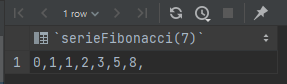 1 row
`serieFibonacci(7)`
1 0,1,1,2,3,5,8,